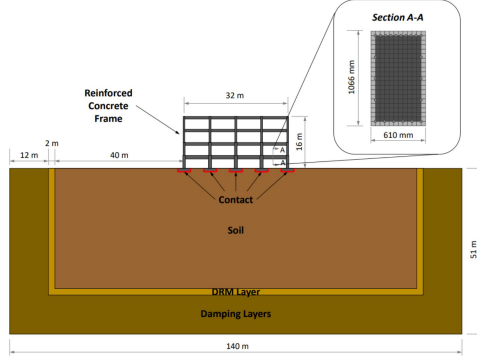 Section A-A
1066 mm
610 mm
32 m
Reinforced
Concrete
Frame
16 m
A
A
2 m
12 m
40 m
Contact
Soil
51 m
DRM Layer
Damping Layers
140 m